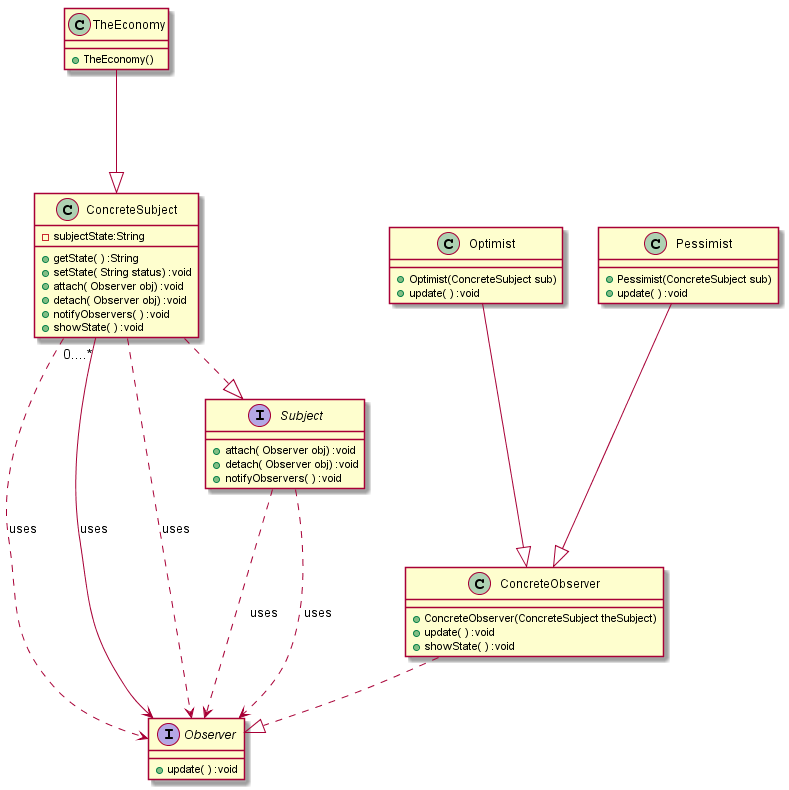 C TheEconomy
TheEconomy()
C ConcreteSubject
subjectState:String
getState( ) :String
setState( String status) :void
attach( Observer obj) :void
detach( Observer obj) :void
notifyObservers( ) :void
showState( ) :void
C Optimist
Optimist(ConcreteSubject sub)
update( ) :void
C Pessimist
Pessimist(ConcreteSubject sub)
update( ) :void
0....*
I Subject
attach( Observer obj) :void
detach( Observer obj) :void
notifyObservers( ) :void
uses uses uses
uses uses
C ConcreteObserver
ConcreteObserver(ConcreteSubject theSubject)
update( ) :void
showState( ) :void
I Observer
update( ) :void